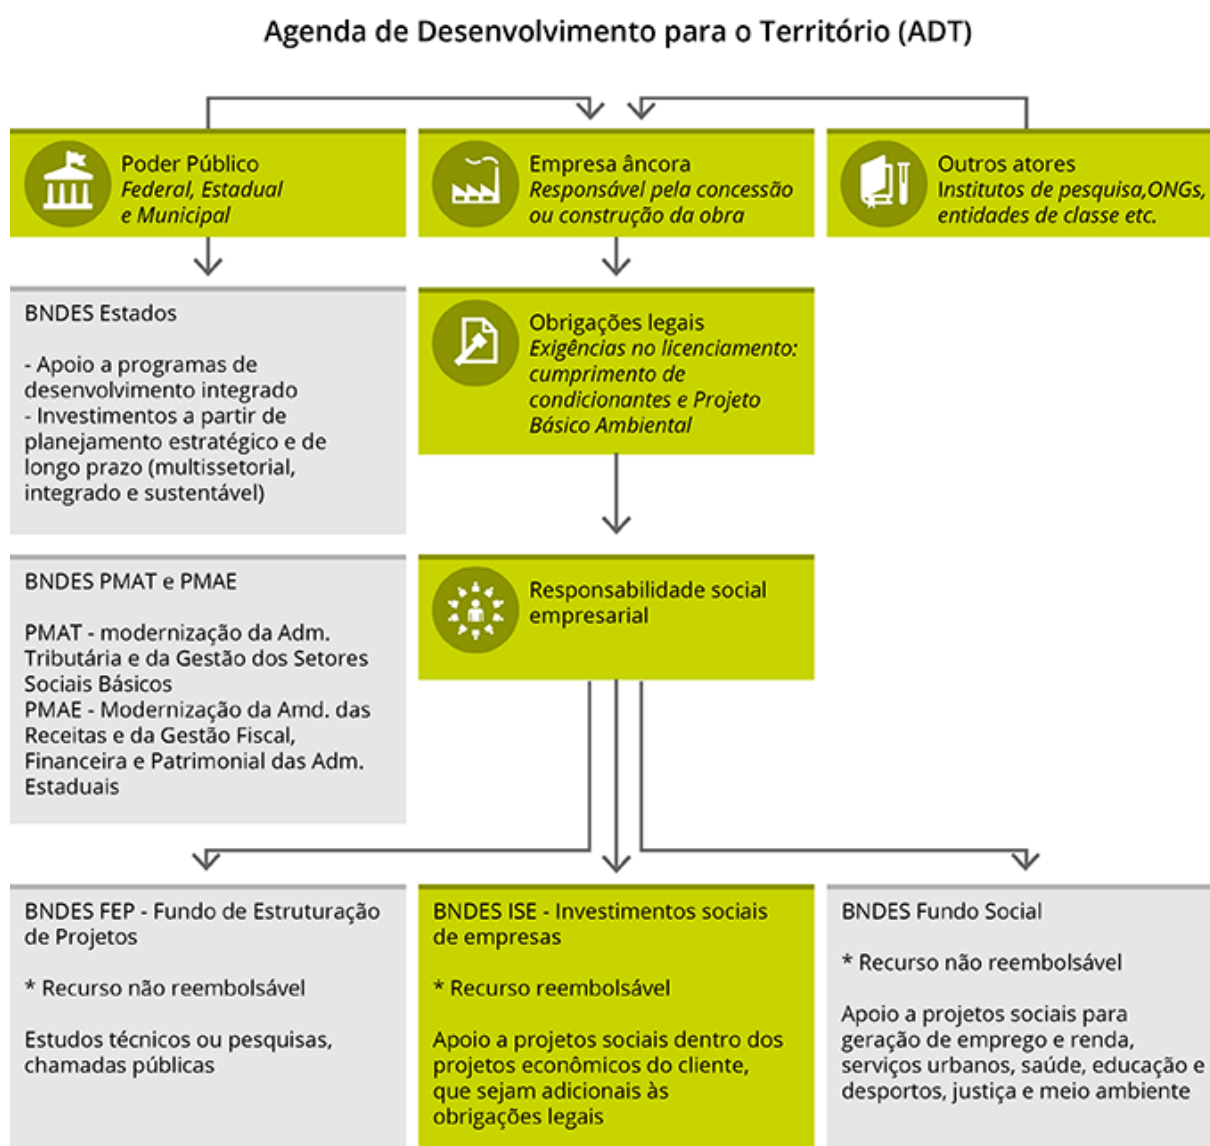 Agenda de Desenvolvimento para o Território (ADT)
Poder Público
Federal, Estadual
e Municipal
Empresa âncora
Responsável pela concessão
ou construção da obra
Outros atores
Institutos de pesquisa,ONGs,
entidades de classe etc.
BNDES Estados
- Apoio a programas de
desenvolvimento integrado
- Investimentos a partir de
planejamento estratégico e de
longo prazo (multissetorial,
integrado e sustentável)
Obrigações legais
Exigências no licenciamento:
cumprimento de
condicionantes e Projeto
Básico Ambiental
BNDES PMAT e PMAE
PMAT - modernização da Adm.
Tributária e da Gestão dos Setores
Sociais Básicos
PMAE - Modernização da Amd. das
Receitas e da Gestão Fiscal,
Financeira e Patrimonial das Adm.
Estaduais
Responsabilidade social
empresarial
BNDES FEP - Fundo de Estruturação
de Projetos
* Recurso não reembolsável
Estudos técnicos ou pesquisas,
chamadas públicas
BNDES ISE - Investimentos sociais
de empresas
* Recurso reembolsável
Apoio a projetos sociais dentro dos
projetos econômicos do cliente,
que sejam adicionais às
obrigações legais
BNDES Fundo Social
* Recurso não reembolsável
Apoio a projetos sociais para
geração de emprego e renda,
serviços urbanos, saúde, educação e
desportos, justiça e meio ambiente